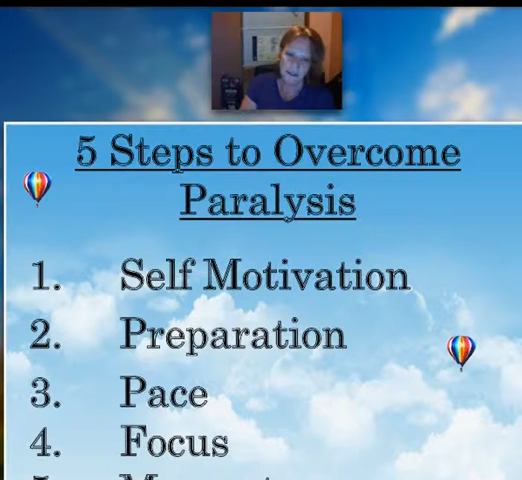 5 Steps to Overcome
Paralysis
1. Self Motivation
2. Preparation
3. Pace
4. Focus